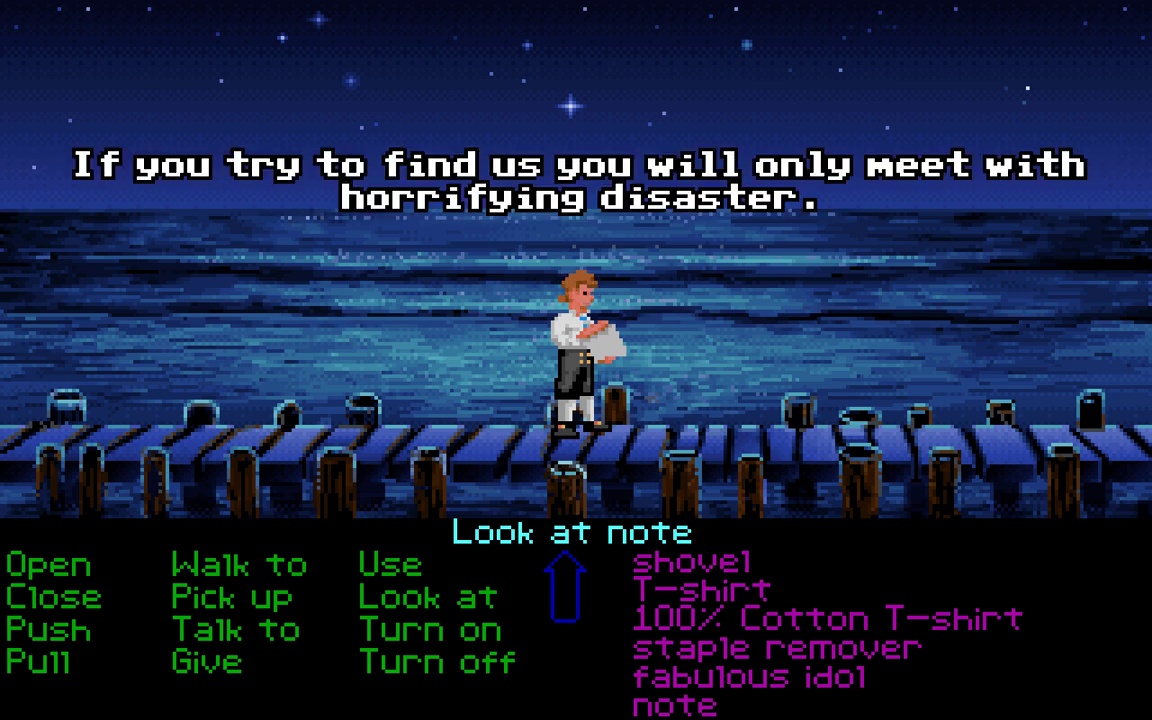 If you try to find us you will only meet with
horrifying disaster.
Look at note
Open Walk to Use
Close Pick up Look at
Push Talk to Turn on
Pull Give Turn off
shovel
T-shirt
100% Cotton T-shirt
staple remover
fabulous idol
note